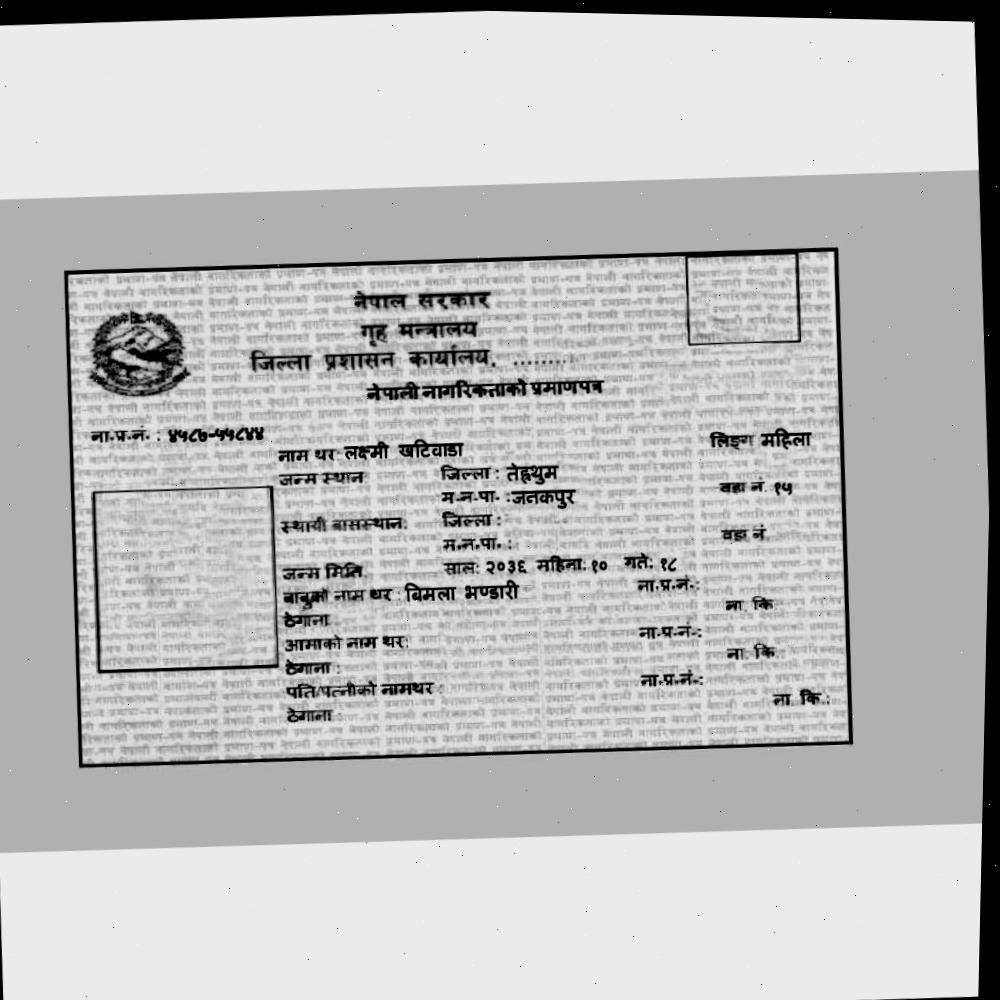 नेपाल सरकार
गृह मन्त्रालय
जिल्ला प्रशासन कार्यालय, .........
नेपाली नागरिकताको प्रमाणपत्र
ना.प्र.नं. : ४५८७-५५८४४
लिङ्ग महिला
नाम थर लक्ष्मी खटिवाडा
जन्म स्थान जिल्ला : तेह्रथुम
म.न.पा. :जनकपुर वडा नं. १५
स्थायी बासस्थान: जिल्ला :
म.न.पा. : वडा नं
जन्म मिति साल: २०३६ महिना: १० गते: १८
बाबुको नाम थर : बिमला भण्डारी ना.प्र.नं.:
ठेगाना ना. कि
आमाको नाम थर: ना.प्र.नं.:
ठेगाना : ना. कि.:
पति/पत्नीको नामथर : ना.प्र.नं.:
ठेगाना : ना. कि.: